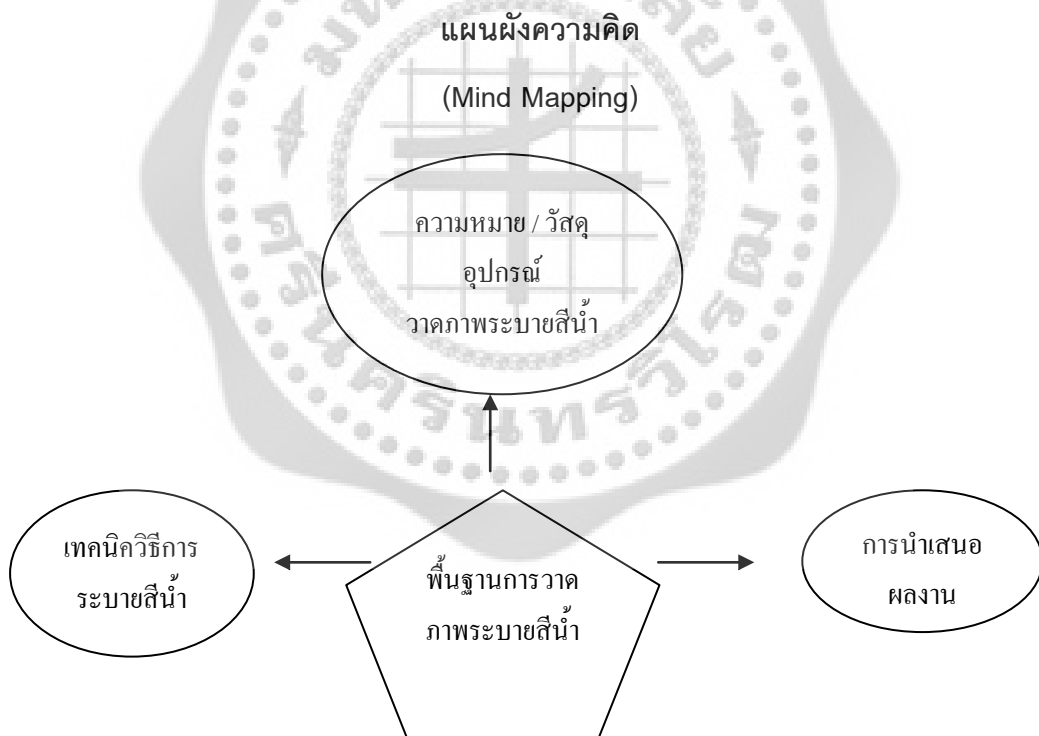 แผนผังความคิด
(Mind Mapping)
ความหมาย / วัสดุ
อุปกรณ์
วาดภาพระบายสีน้ำ
เทคนิควิธีการ
ระบายสีน้ำ
พื้นฐานการวาด
ภาพระบายสีน้ำ
การนำเสนอ
ผลงาน